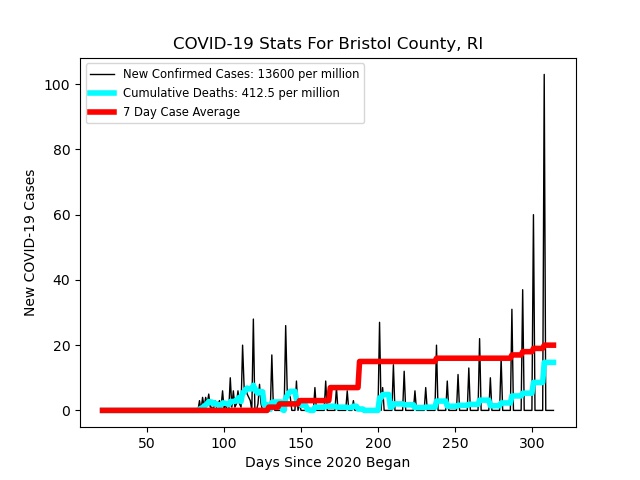 COVID-19 Stats For Bristol County, RI
New Confirmed Cases: 13600 per million
Cumulative Deaths: 412.5 per million
7 Day Case Average
New COVID-19 Cases
100
80
60
40
20
0
50 100 150 200 250 300
Days Since 2020 Began